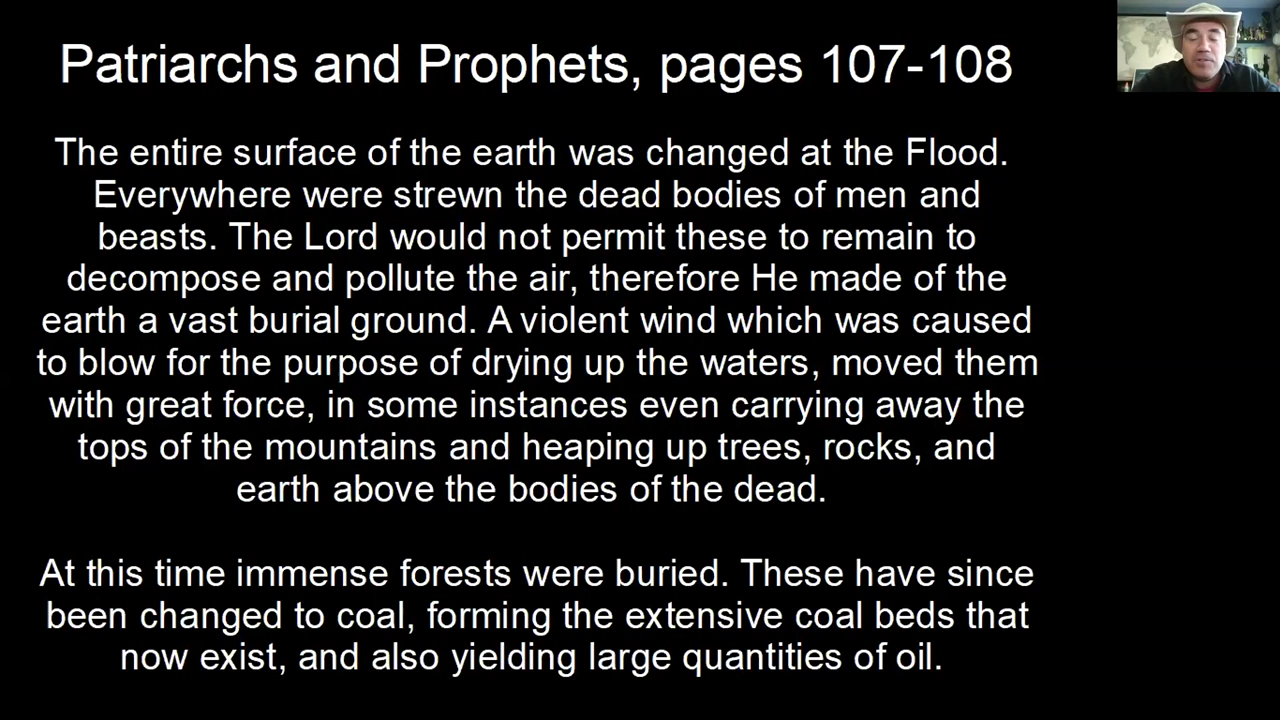 Patriarchs and Prophets, pages 107-108
The entire surface of the earth was changed at the Flood.
Everywhere were strewn the dead bodies of men and
beasts. The Lord would not permit these to remain to
decompose and pollute the air, therefore He made of the
earth a vast burial ground. A violent wind which was caused
to blow for the purpose of drying up the waters, moved them
with great force, in some instances even carrying away the
tops of the mountains and heaping up trees, rocks, and
earth above the bodies of the dead.
At this time immense forests were buried. These have since
been changed to coal, forming the extensive coal beds that
now exist, and also yielding large quantities of oil.